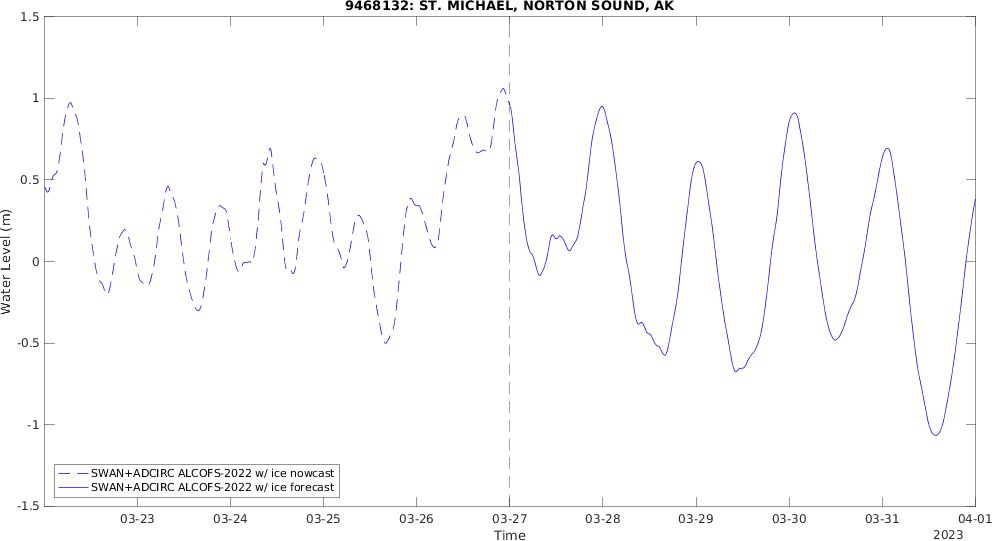 9468132: ST. MICHAEL, NORTON SOUND, AK
1.5
1
0.5
0
-0.5
-1
-1.5
Water Level (m)
SWAN+ADCIRC ALCOFS-2022 w/ ice nowcast
SWAN+ADCIRC ALCOFS-2022 w/ ice forecast
03-23 03-24 03-25 03-26 03-27 03-28 03-29 03-30 03-31 04-01
Time
2023